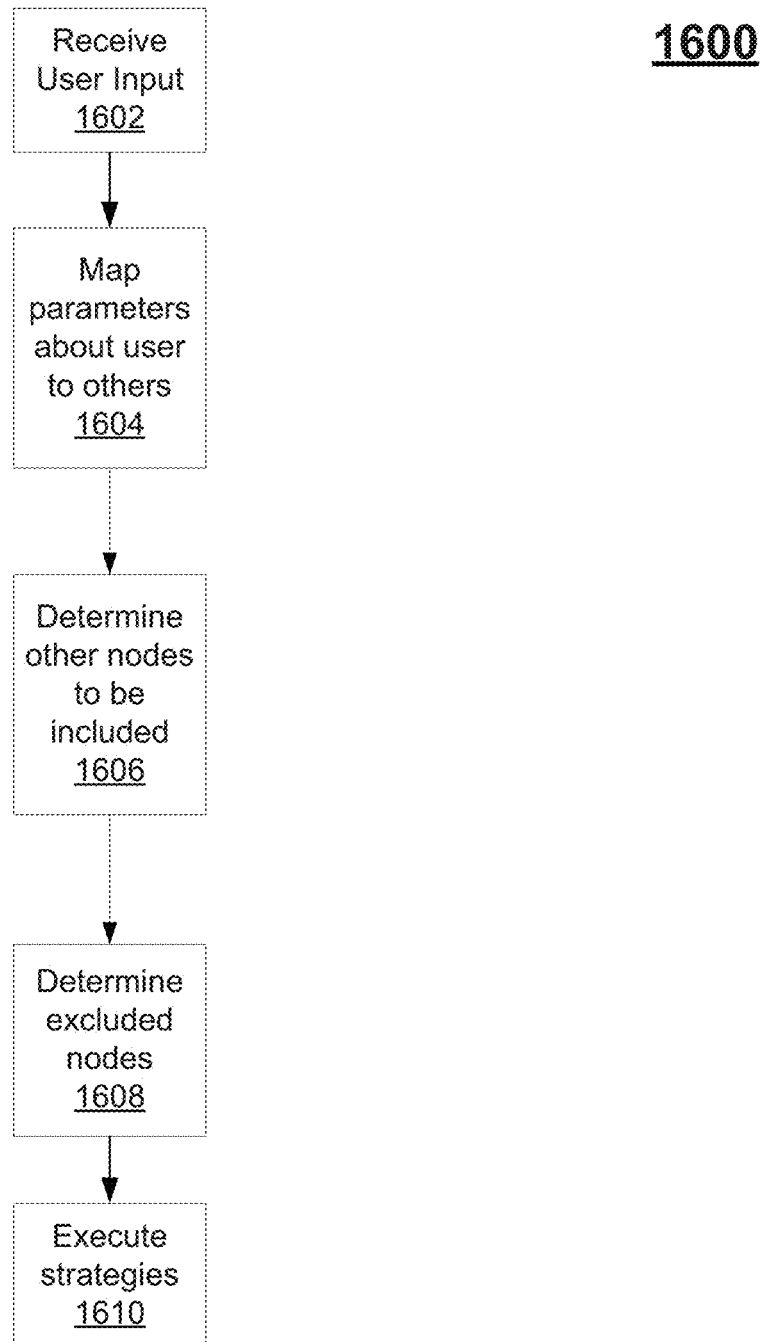 1600
Receive
User Input
1602
Map
parameters
about user
to others
1604
Determine
other nodes
to be
included
1606
Determine
excluded
nodes
1608
Execute
strategies
1610